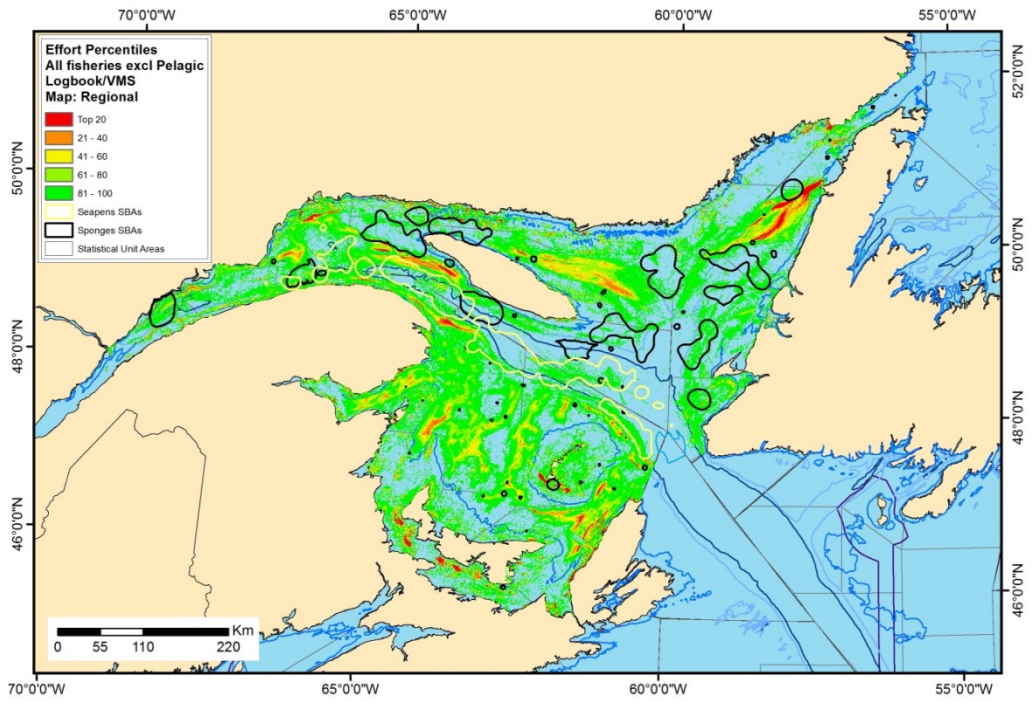 70°0'0"W 65°0'0"W 60°0'0"W 55°0'0"W
Effort Percentiles
All fisheries excl Pelagic
Logbook/VMS
Map: Regional
Top 20
21 - 40
41 - 60
61 - 80
81 - 100
Seapens SBAs
Sponges SBAs
Statistical Unit Areas
50°0'0"N
48°0'0"N
46°0'0"N
52°0'0"N
50°0'0"N
48°0'0"N
46°0'0"N
Km
0 55 110 220
70°0'0"W 65°0'0"W 60°0'0"W 55°0'0"W